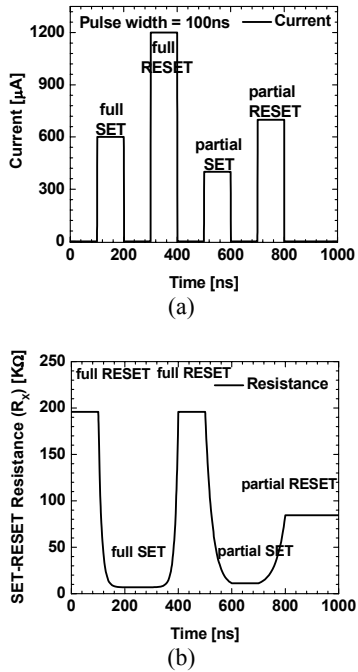 Pulse width = 100ns
Current
full
RESET
full
SET
partial
SET
partial
RESET
1200
900
600
300
0
Current [μA]
0 200 400 600 800 1000
Time [ns]
(a)
250
200
150
100
50
0
SET-RESET Resistance (Rx) [KΩ]
full RESET full RESET
Resistance
partial RESET
full SET
partial SET
0 200 400 600 800 1000
Time [ns]
(b)